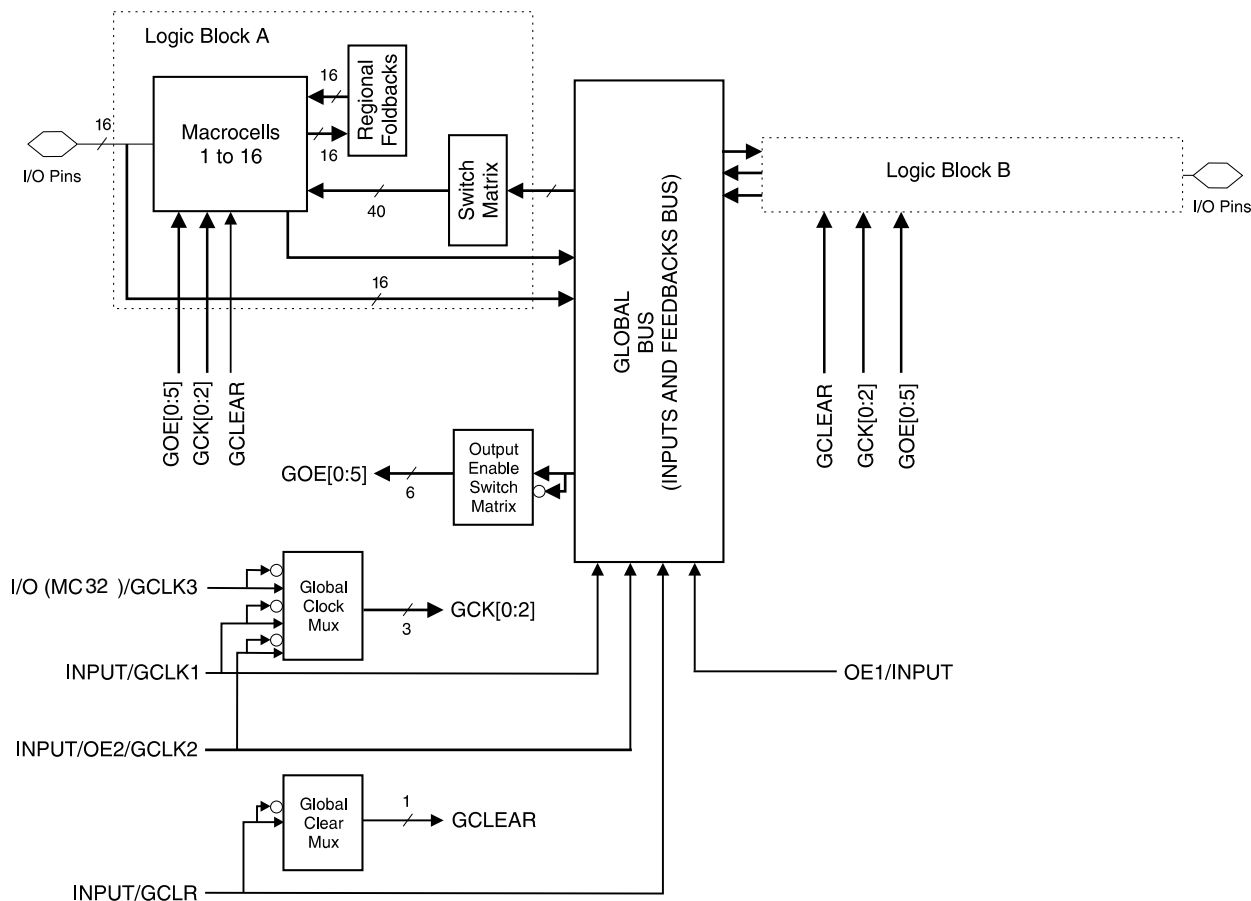 Logic Block A
16
Regional
Foldbacks
16
Macrocells
1 to 16
16
I/O Pins
40
Switch
Matrix
16
GOE[0:5]
GCK[0:2]
GCLEAR
GLOBAL
BUS
(INPUTS AND FEEDBACKS BUS)
Logic Block B
I/O Pins
GCLEAR
GCK[0:2]
GOE[0:5]
GOE[0:5]
6
Output
Enable
Switch
Matrix
I/O (MC32 )/GCLK3
Global
Clock
Mux
3
GCK[0:2]
INPUT/GCLK1
OE1/INPUT
INPUT/OE2/GCLK2
Global
Clear
Mux
1
GCLEAR
INPUT/GCLR